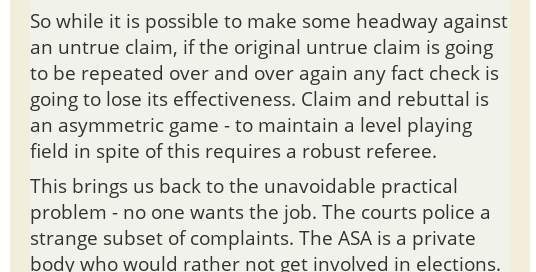 So while it is possible to make some headway against
an untrue claim, if the original untrue claim is going
to be repeated over and over again any fact check is
going to lose its effectiveness. Claim and rebuttal is
an asymmetric game - to maintain a level playing
field in spite of this requires a robust referee.
This brings us back to the unavoidable practical
problem - no one wants the job. The courts police a
strange subset of complaints. The ASA is a private
body who would rather not get involved in elections.